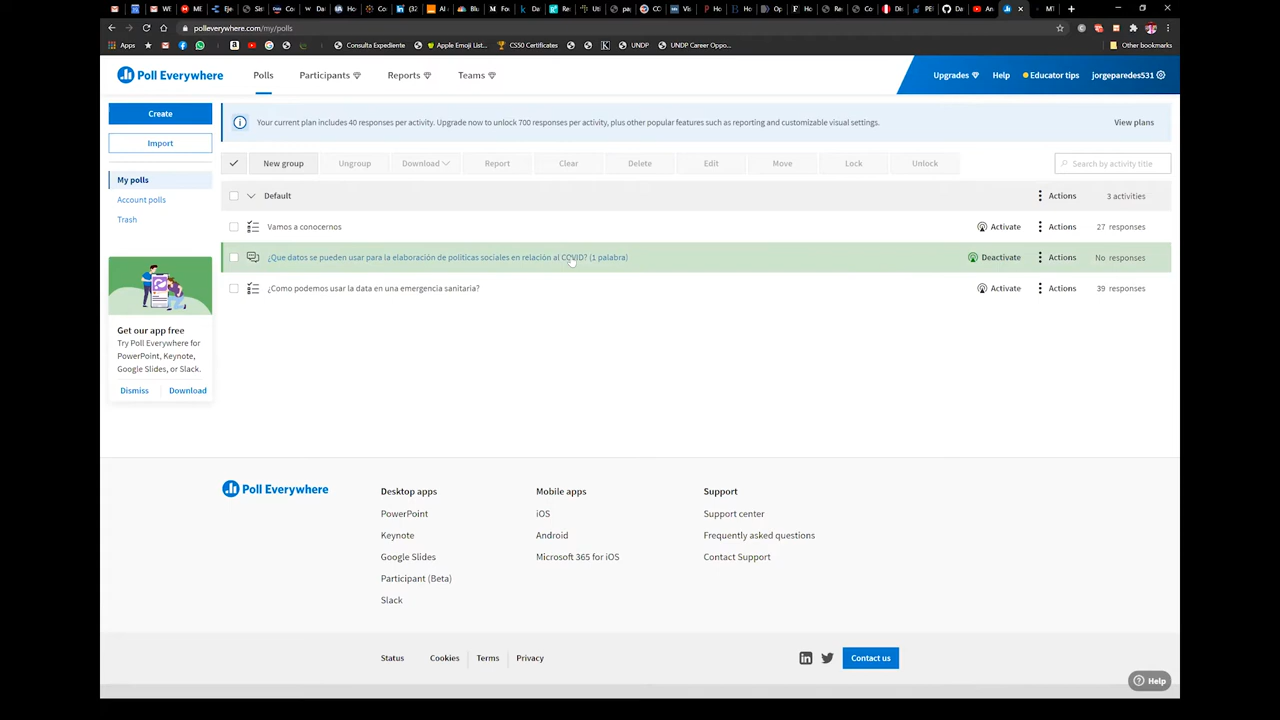 polleverywhere.com/my/polls
Apps
Consulta Expediente
Apple Emoji List...
CS50 Certificates
UNDP
UNDP Career Oppo...
Other bookmarks
Poll Everywhere
Polls
Participants
Reports
Teams
Upgrades
Help
Educator tips
jorgeparedes531
Create
Import
My polls
Account polls
Trash
Your current plan includes 40 responses per activity. Upgrade now to unlock 700 responses per activity, plus other popular features such as reporting and customizable visual settings.
View plans
New group
Ungroup
Download
Report
Clear
Delete
Edit
Move
Lock
Unlock
Search by activity title
Default
Actions
3 activities
Vamos a conocernos
Activate
Actions
27 responses
¿Que datos se pueden usar para la elaboración de politicas sociales en relación al COVID? (1 palabra)
Deactivate
Actions
No responses
¿Como podemos usar la data en una emergencia sanitaria?
Activate
Actions
39 responses
Get our app free
Try Poll Everywhere for
PowerPoint, Keynote,
Google Slides, or Slack.
Dismiss
Download
Poll Everywhere
Desktop apps
PowerPoint
Keynote
Google Slides
Participant (Beta)
Slack
Mobile apps
iOS
Android
Microsoft 365 for iOS
Support
Support center
Frequently asked questions
Contact Support
Status
Cookies
Terms
Privacy
Contact us
Help